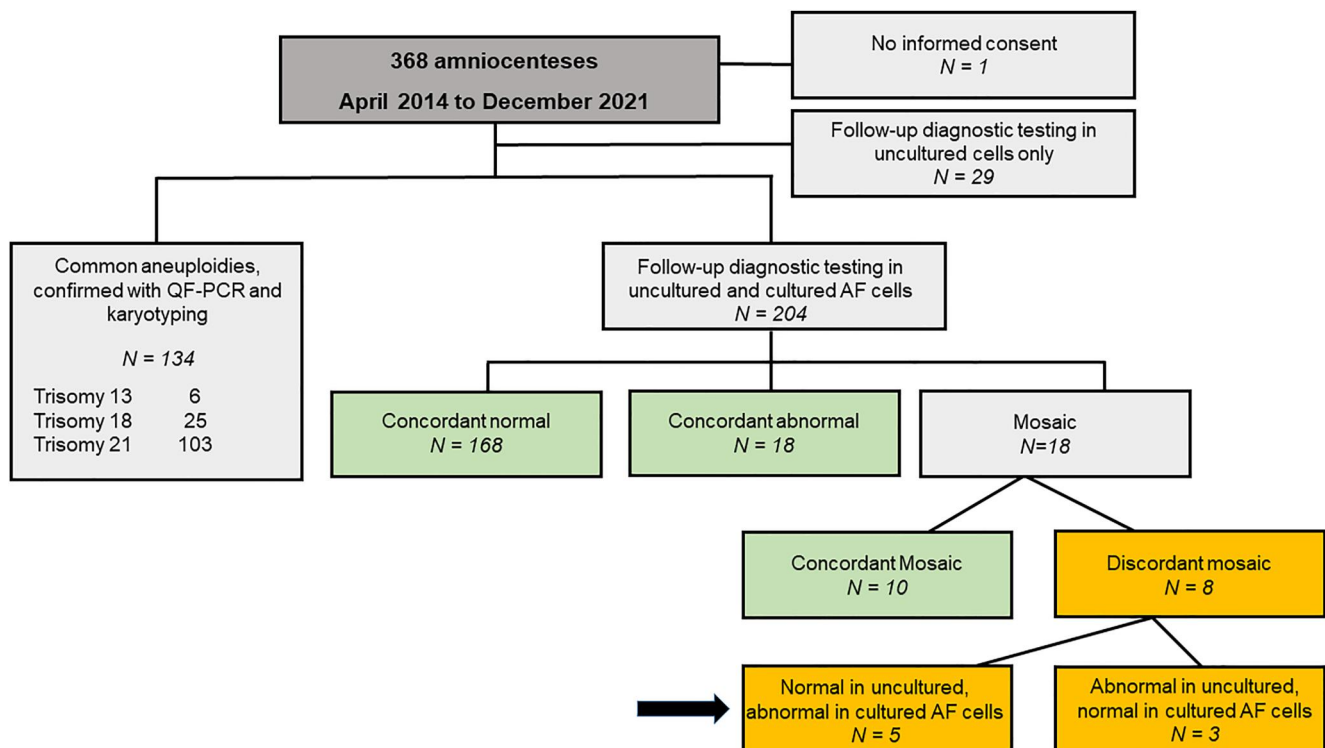 368 amniocenteses
April 2014 to December 2021
No informed consent
N = 1
Follow-up diagnostic testing in
uncultured cells only
N = 29
Common aneuploidies,
confirmed with QF-PCR and
karyotyping
N = 134
Trisomy 13 6
Trisomy 18 25
Trisomy 21 103
Follow-up diagnostic testing in
uncultured and cultured AF cells
N = 204
Concordant normal
N = 168
Concordant abnormal
N = 18
Mosaic
N=18
Concordant Mosaic
N = 10
Discordant mosaic
N = 8
Normal in uncultured,
abnormal in cultured AF cells
N = 5
Abnormal in uncultured,
normal in cultured AF cells
N = 3